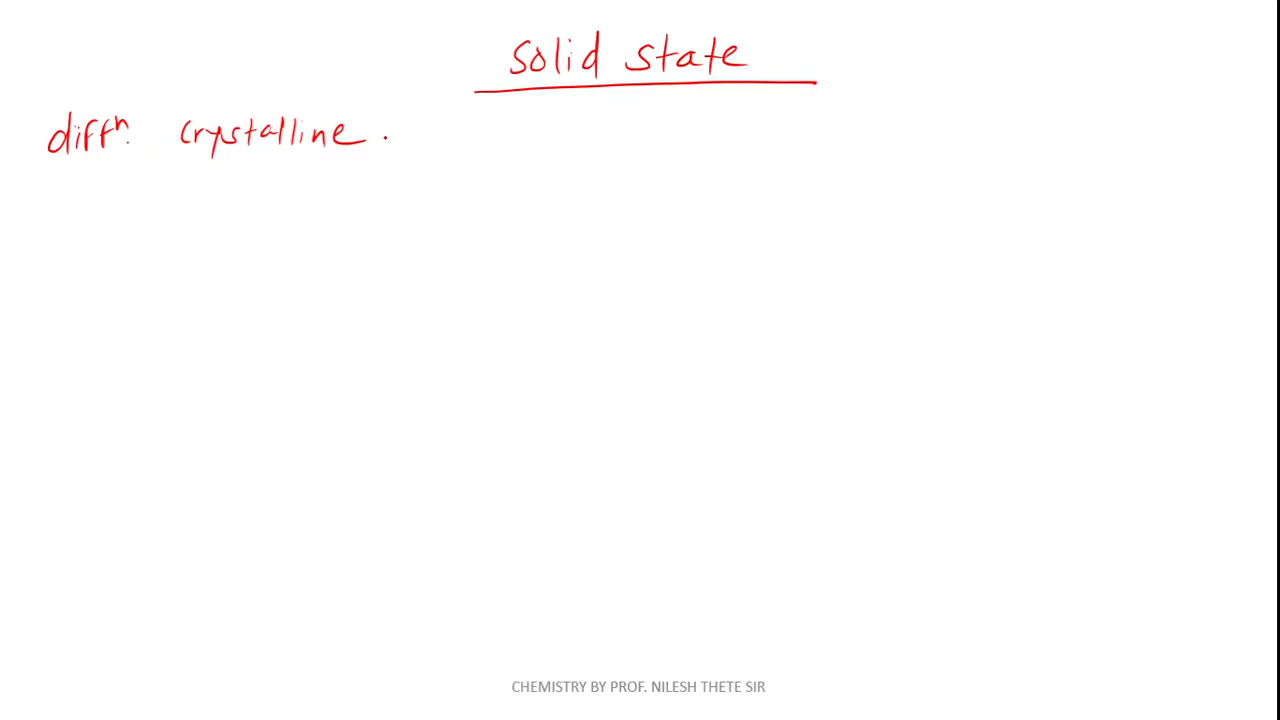 Solid state
diffⁿ. crystalline .
CHEMISTRY BY PROF. NILESH THETE SIR